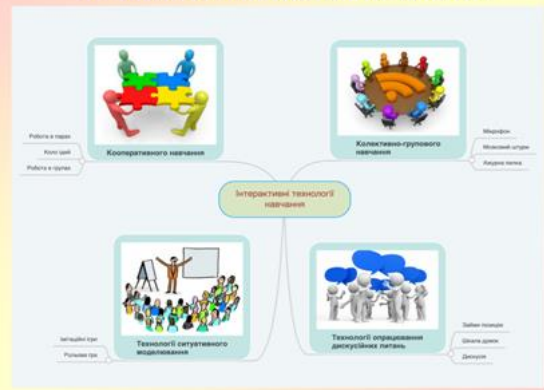 Кооперативного навчання
Робота в парах
Коло ідей
Робота в групах
Колективно-групового
навчання
Мікрофон
Мозковий штурм
Ажурна пилка
Інтерактивні технології
навчання
Технології ситуативного
моделювання
Імітаційні ігри
Рольова гра
Технології опрацювання
дискусійних питань
Займи позицію
Шкала думок
Дискусія